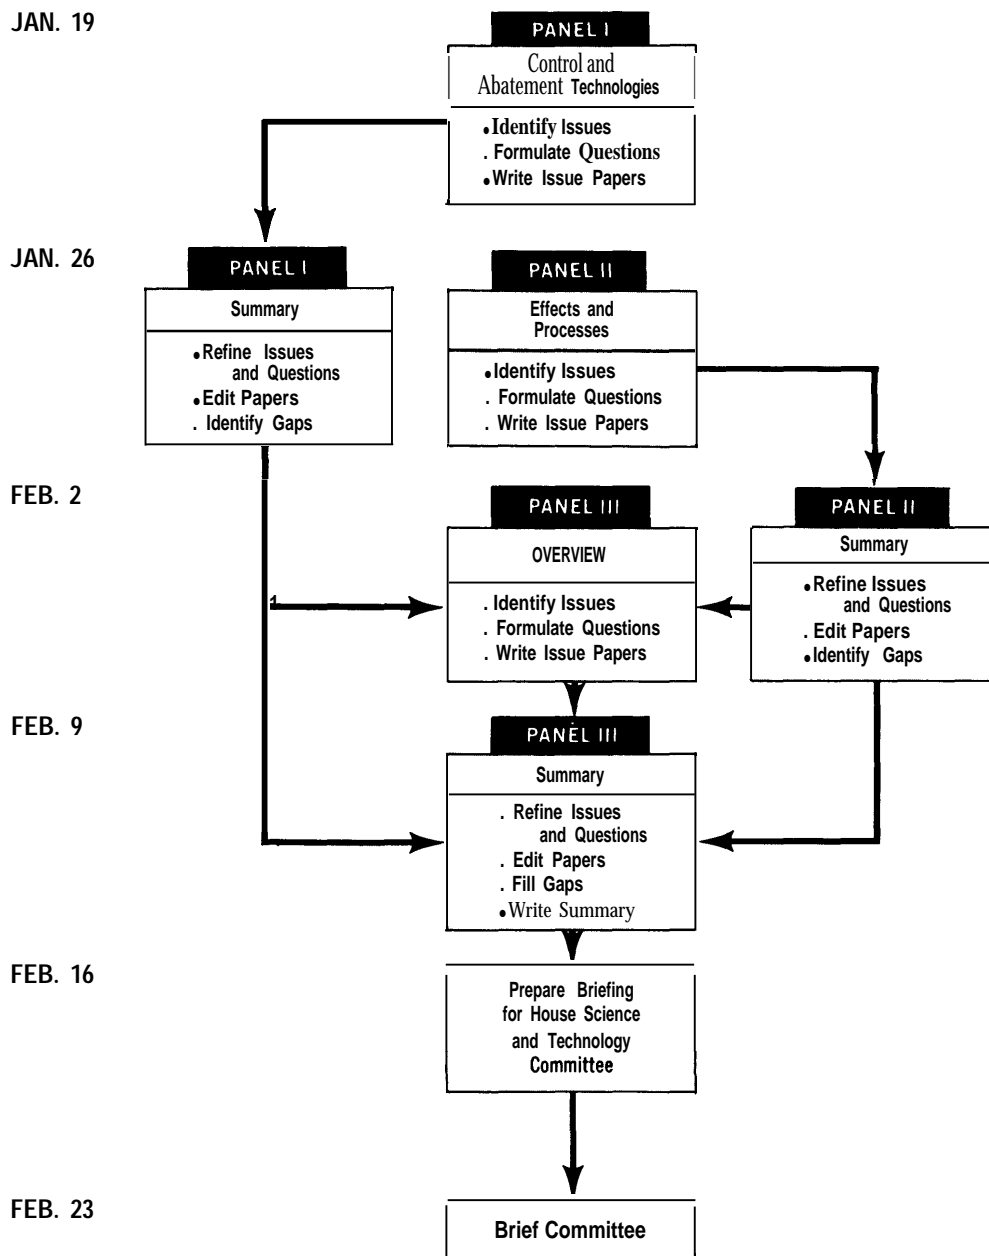 JAN. 19
PANEL I
Control and
Abatement Technologies
• Identify Issues
. Formulate Questions
• Write Issue Papers
JAN. 26
PANEL I
Summary
• Refine Issues
and Questions
• Edit Papers
. Identify Gaps
PANEL II
Effects and
Processes
• Identify Issues
. Formulate Questions
. Write Issue Papers
FEB. 2
PANEL III
OVERVIEW
. Identify Issues
. Formulate Questions
. Write Issue Papers
PANEL II
Summary
• Refine Issues
and Questions
. Edit Papers
• Identify Gaps
FEB. 9
PANEL III
Summary
. Refine Issues
and Questions
. Edit Papers
. Fill Gaps
• Write Summary
FEB. 16
Prepare Briefing
for House Science
and Technology
Committee
FEB. 23
Brief Committee